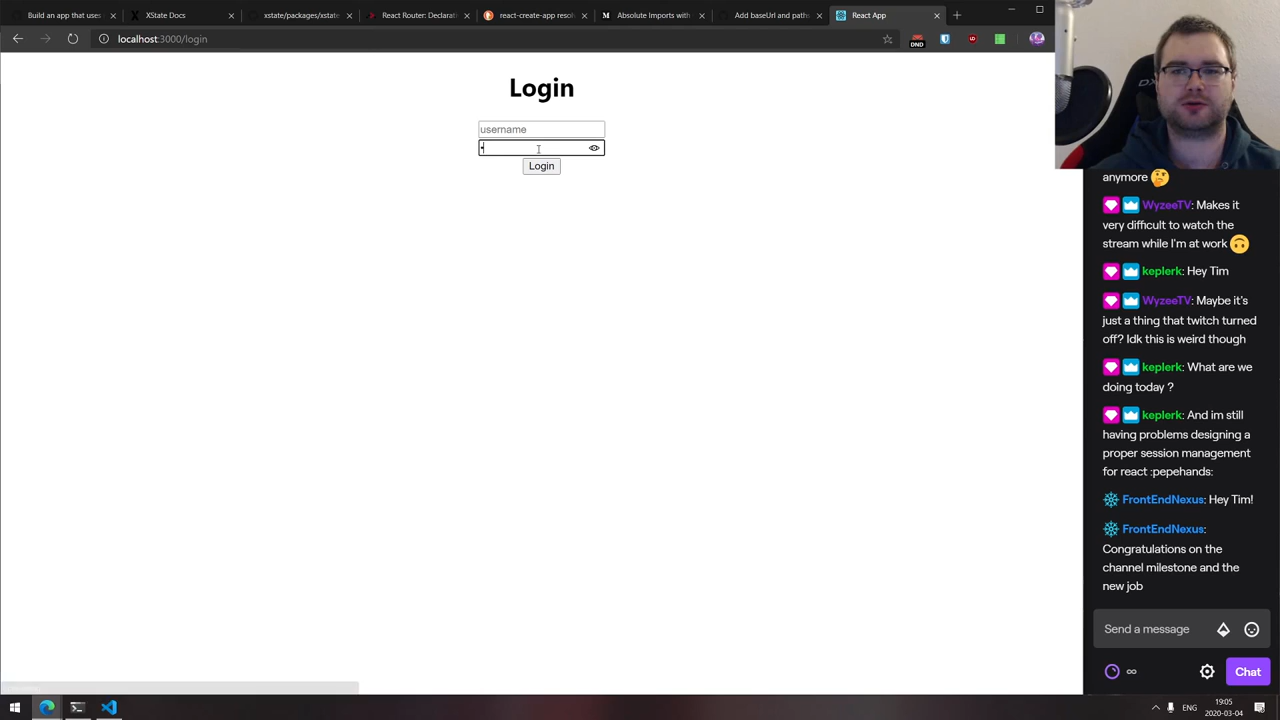 Build an app that uses
XState Docs
xstate/packages/xstate
React Router: Declarati
react-create-app resol
M Absolute Imports with
Add baseUrl and paths
React App
localhost:3000/login
DND
Login
username
Login
anymore
WyzeeTV: Makes it
very difficult to watch the
stream while I'm at work
keplerk: Hey Tim
WyzeeTV: Maybe it's
just a thing that twitch turned
off? Idk this is weird though
keplerk: What are we
doing today ?
keplerk: And im still
having problems designing a
proper session management
for react :pepehands:
FrontEndNexus: Hey Tim!
FrontEndNexus:
Congratulations on the
channel milestone and the
new job
Send a message
Chat
ENG
19:05
2020-03-04